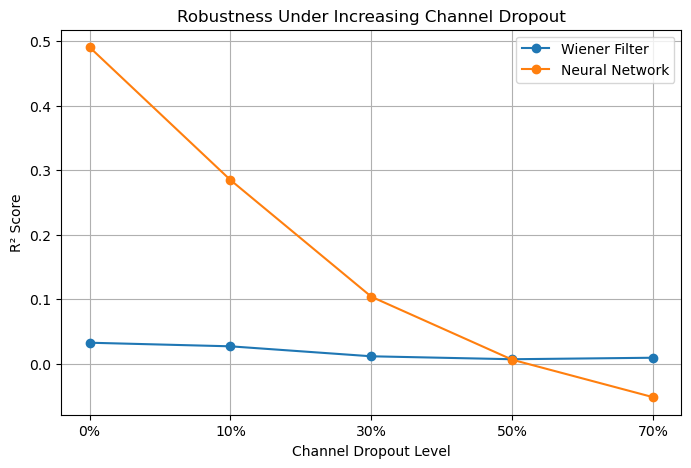 Robustness Under Increasing Channel Dropout
Wiener Filter
Neural Network
R² Score
0.5
0.4
0.3
0.2
0.1
0.0
0%
10%
30%
50%
70%
Channel Dropout Level